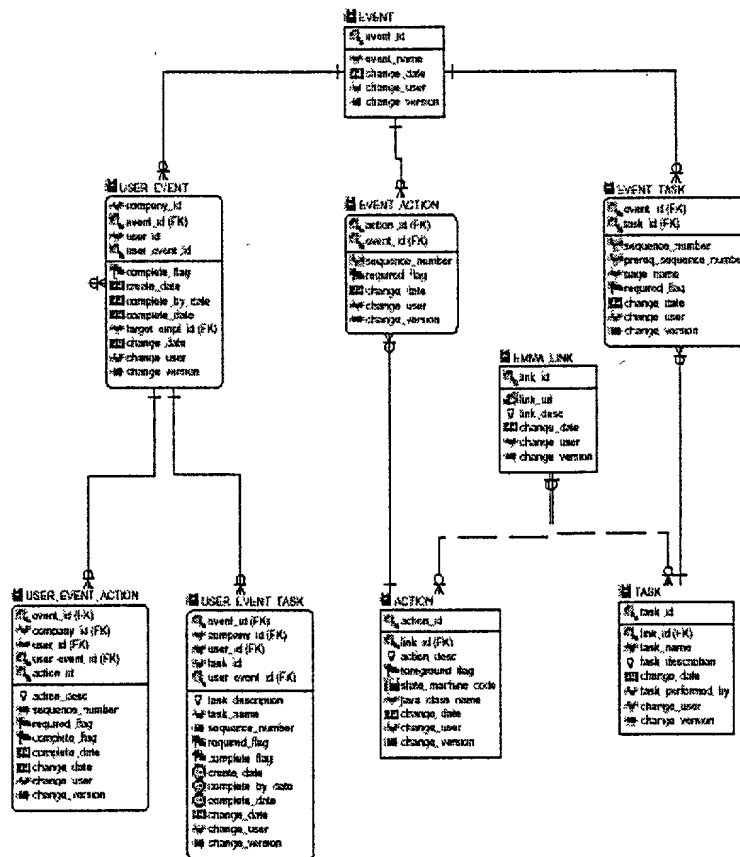 EVENT
event_id
event_name
change_date
change_user
change_version
USER_EVENT
company_id
event_id (FK)
user_id
user_event_id
complete_flag
create_date
complete_by_date
complete_date
target_empl_id (FK)
change_date
change_user
change_version
EVENT_ACTION
action_id (FK)
event_id (FK)
sequence_number
required_flag
change_date
change_user
change_version
EVENT_TASK
event_id (FK)
task_id (FK)
sequence_number
prereq_sequence_number
page_name
required_flag
change_date
change_user
change_version
EMMA_LINK
link_id
link_url
link_desc
change_date
change_user
change_version
USER_EVENT_ACTION
event_id (FK)
company_id (FK)
user_id (FK)
user_event_id (FK)
action_id
action_desc
sequence_number
required_flag
complete_flag
complete_date
change_date
change_user
change_version
USER_EVENT_TASK
event_id (FK)
company_id (FK)
user_id (FK)
task_id
user_event_id (FK)
task_description
task_name
sequence_number
required_flag
complete_flag
create_date
complete_by_date
complete_date
change_date
change_user
change_version
ACTION
action_id
link_id (FK)
action_desc
foreground_flag
state_machine_code
java_class_name
change_date
change_user
change_version
TASK
task_id
link_id (FK)
task_name
task_description
change_date
task_performed_by
change_user
change_version